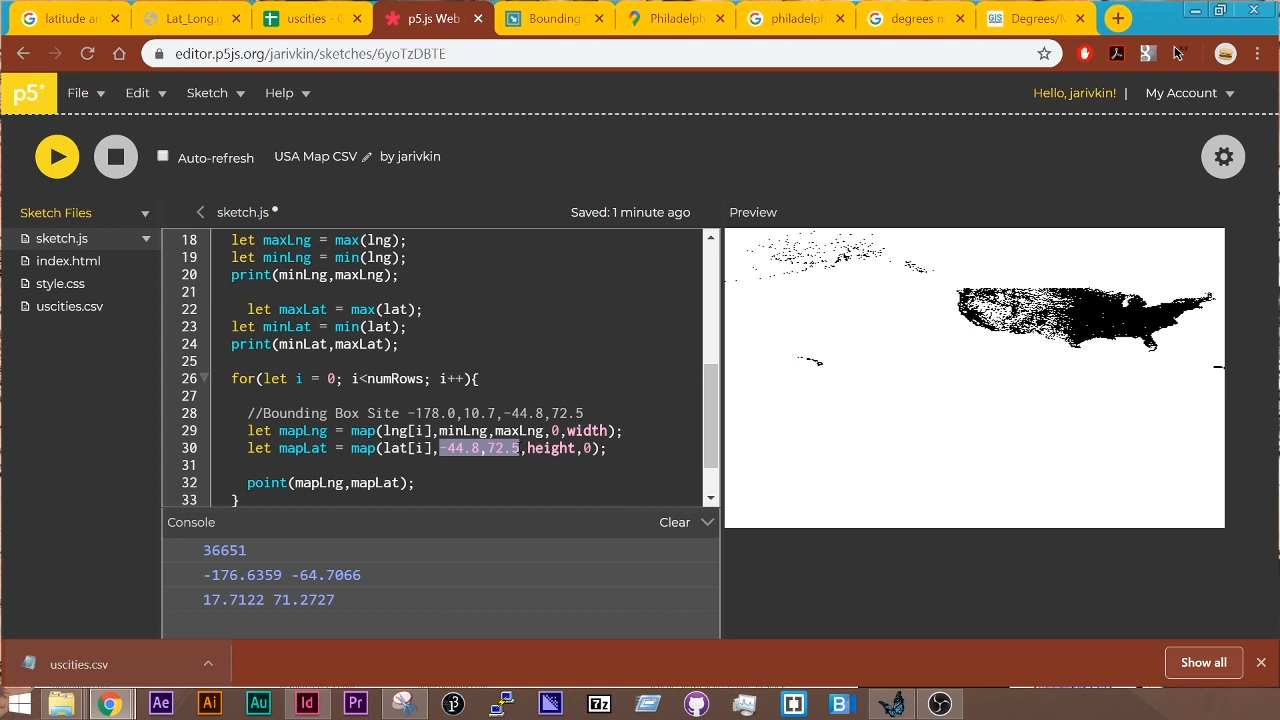 latitude an
Lat_Long.g
uscities - G
p5.js Web
Bounding
Philadelph
philadelph
degrees m
GIS
Degrees/M
editor.p5js.org/jarivkin/sketches/6yoTzDBTE
p5*
File
Edit
Sketch
Help
Hello, jarivkin!
|
My Account
Auto-refresh
USA Map CSV
by jarivkin
Sketch Files
sketch.js
Saved: 1 minute ago
Preview
sketch.js
index.html
style.css
uscities.csv
18 let maxLng = max(lng);
19 let minLng = min(lng);
20 print(minLng,maxLng);
21
22 let maxLat = max(lat);
23 let minLat = min(lat);
24 print(minLat,maxLat);
25
26 for(let i = 0; i<numRows; i++){
27
28 //Bounding Box Site -178.0,10.7,-44.8,72.5
29 let mapLng = map(lng[i],minLng,maxLng,0,width);
30 let mapLat = map(lat[i],-44.8,72.5,height,0);
31
32 point(mapLng,mapLat);
33 }
Console
Clear
36651
-176.6359 -64.7066
17.7122 71.2727
uscities.csv
Show all
Ae
Ai
Au
Id
Pr
7z
B